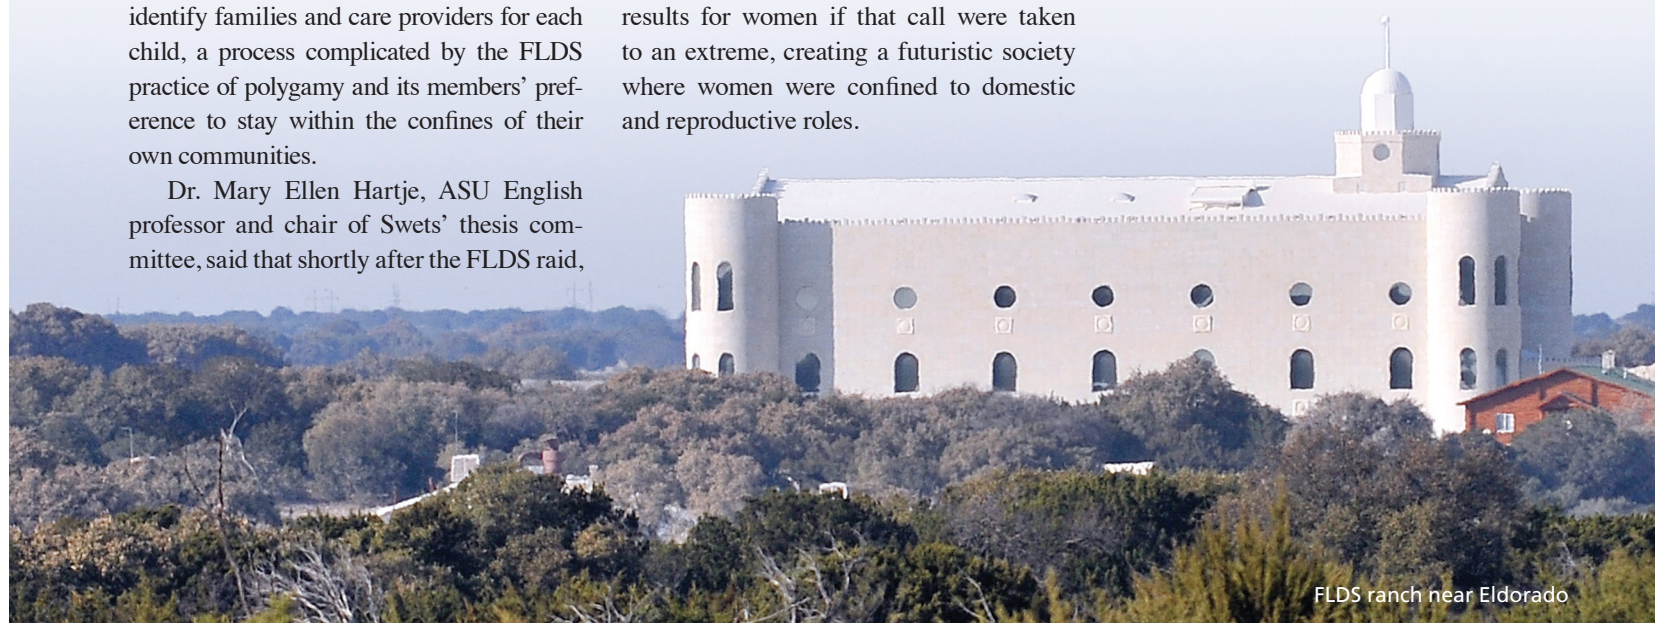 identify families and care providers for each
child, a process complicated by the FLDS
practice of polygamy and its members’ pref-
erence to stay within the confines of their
own communities.
Dr. Mary Ellen Hartje, ASU English
professor and chair of Swets’ thesis com-
mittee, said that shortly after the FLDS raid,
results for women if that call were taken
to an extreme, creating a futuristic society
where women were confined to domestic
and reproductive roles.
FLDS ranch near Eldorado